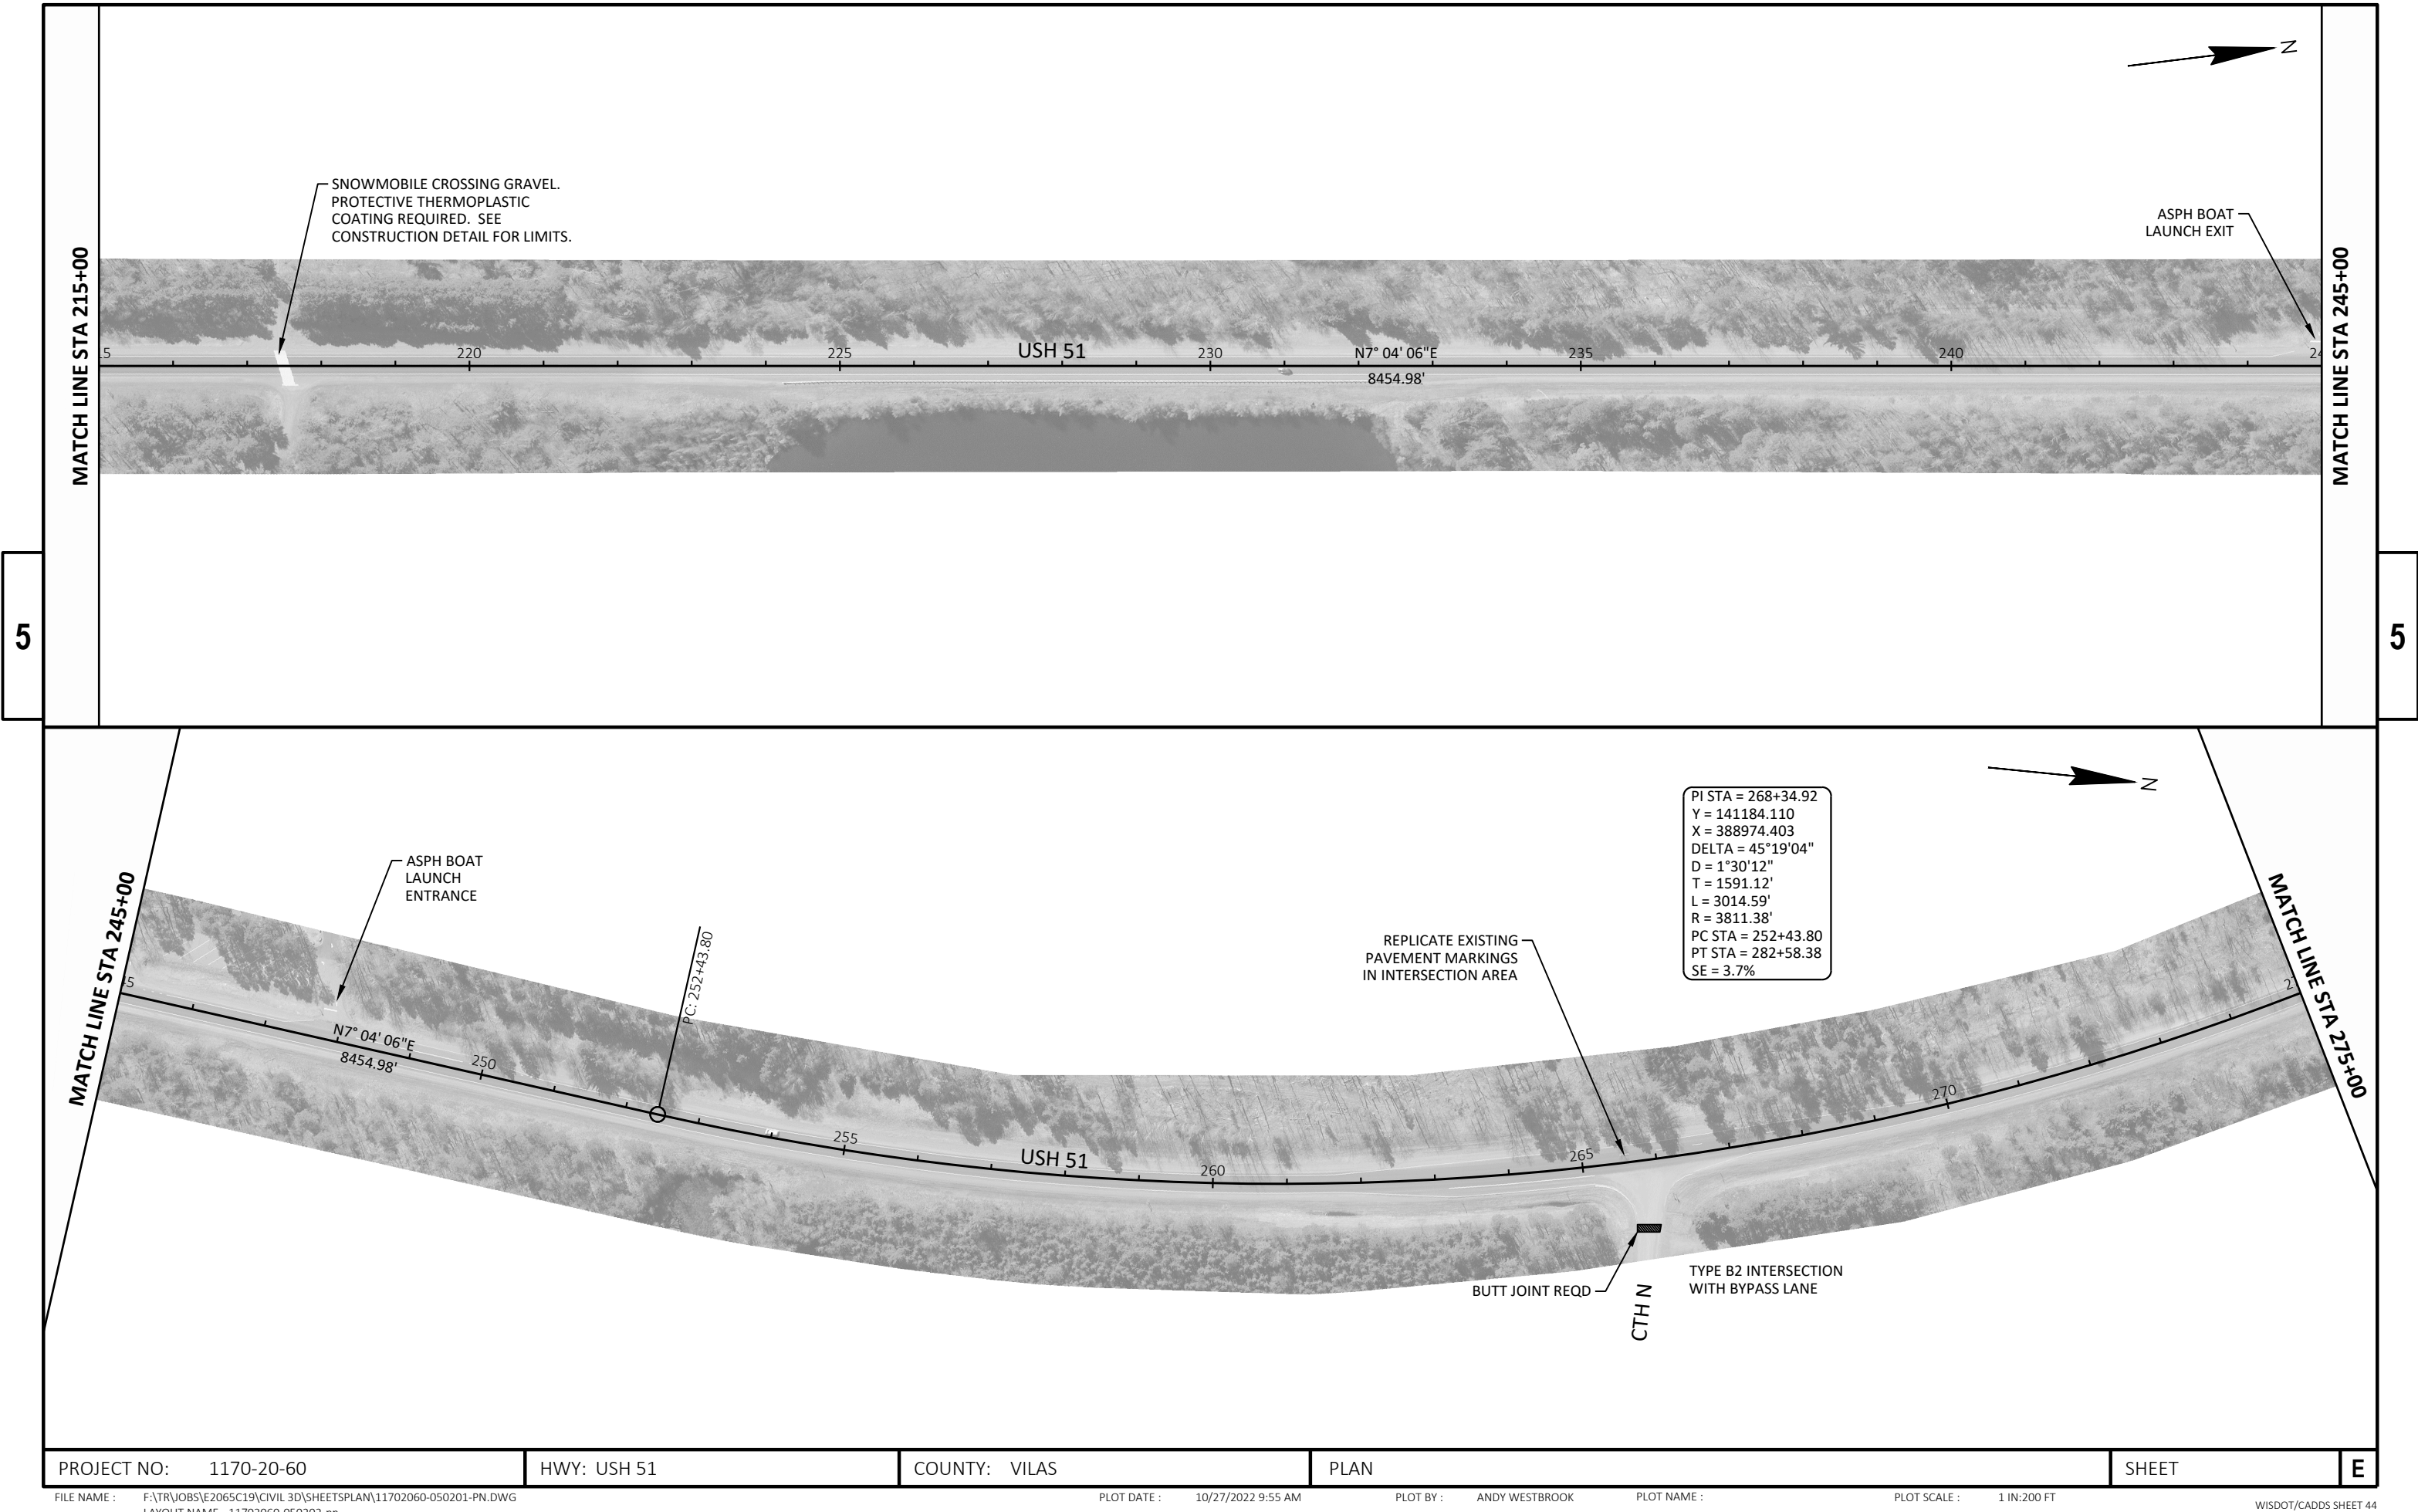 N
SNOWMOBILE CROSSING GRAVEL.
PROTECTIVE THERMOPLASTIC
COATING REQUIRED.  SEE
CONSTRUCTION DETAIL FOR LIMITS.
ASPH BOAT
LAUNCH EXIT
MATCH LINE STA 215+00
MATCH LINE STA 245+00
15
220
225
USH 51
230
N7° 04' 06"E
8454.98'
235
240
24
5
5
N
PI STA = 268+34.92
Y = 141184.110
X = 388974.403
DELTA = 45°19'04"
D = 1°30'12"
T = 1591.12'
L = 3014.59'
R = 3811.38'
PC STA = 252+43.80
PT STA = 282+58.38
SE = 3.7%
ASPH BOAT
LAUNCH
ENTRANCE
MATCH LINE STA 245+00
PC: 252+43.80
REPLICATE EXISTING
PAVEMENT MARKINGS
IN INTERSECTION AREA
MATCH LINE STA 275+00
N7° 04' 06"E
8454.98'
250
255
USH 51
260
265
270
BUTT JOINT REQD
CTH N
TYPE B2 INTERSECTION
WITH BYPASS LANE
PROJECT NO: 1170-20-60
HWY: USH 51
COUNTY: VILAS
PLAN
SHEET
E
FILE NAME : F:\TR\JOBS\E2065C19\CIVIL 3D\SHEETSPLAN\11702060-050201-PN.DWG
PLOT DATE : 10/27/2022 9:55 AM
PLOT BY : ANDY WESTBROOK
PLOT NAME :
PLOT SCALE : 1 IN:200 FT
WISDOT/CADDS SHEET 44